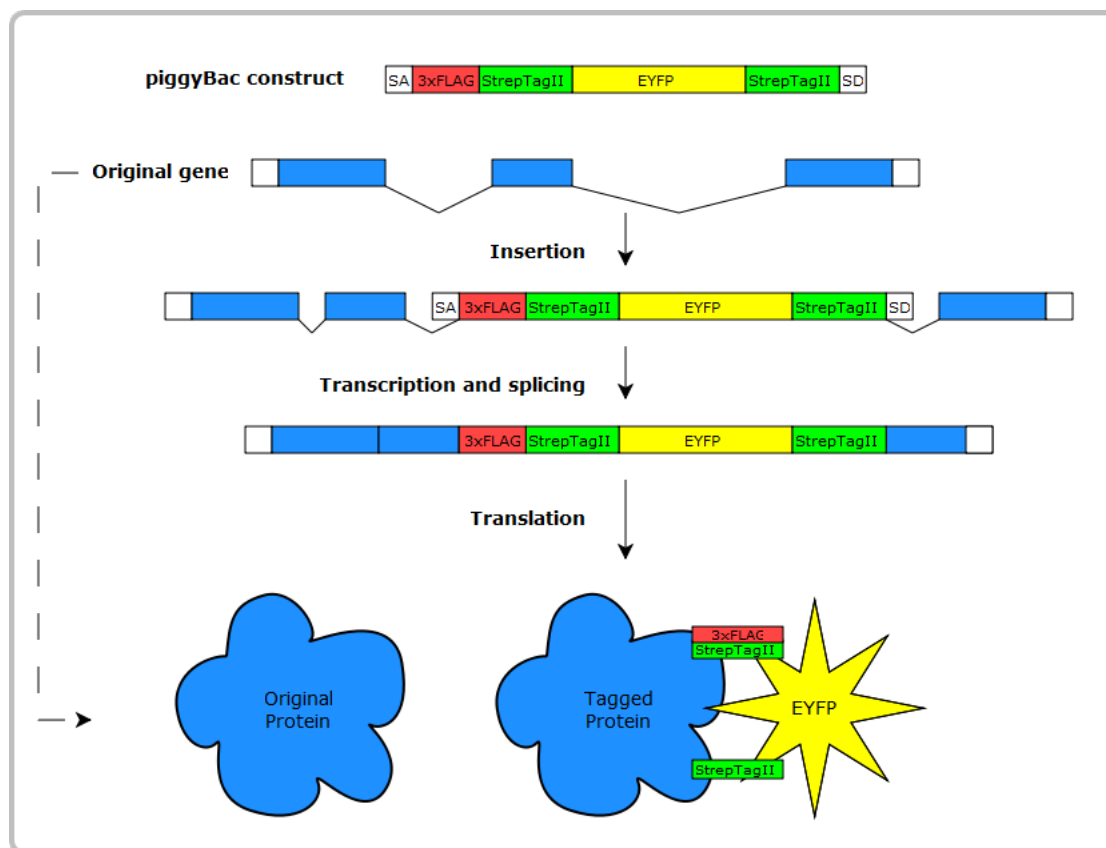 piggyBac construct SA 3xFLAG StrepTagII EYFP StrepTagII SD
Original gene
Insertion
SA 3xFLAG StrepTagII EYFP StrepTagII SD
Transcription and splicing
3xFLAG StrepTagII EYFP StrepTagII
Translation
3xFLAG
StrepTagII
Original
Protein
Tagged
Protein
EYFP
StrepTagII